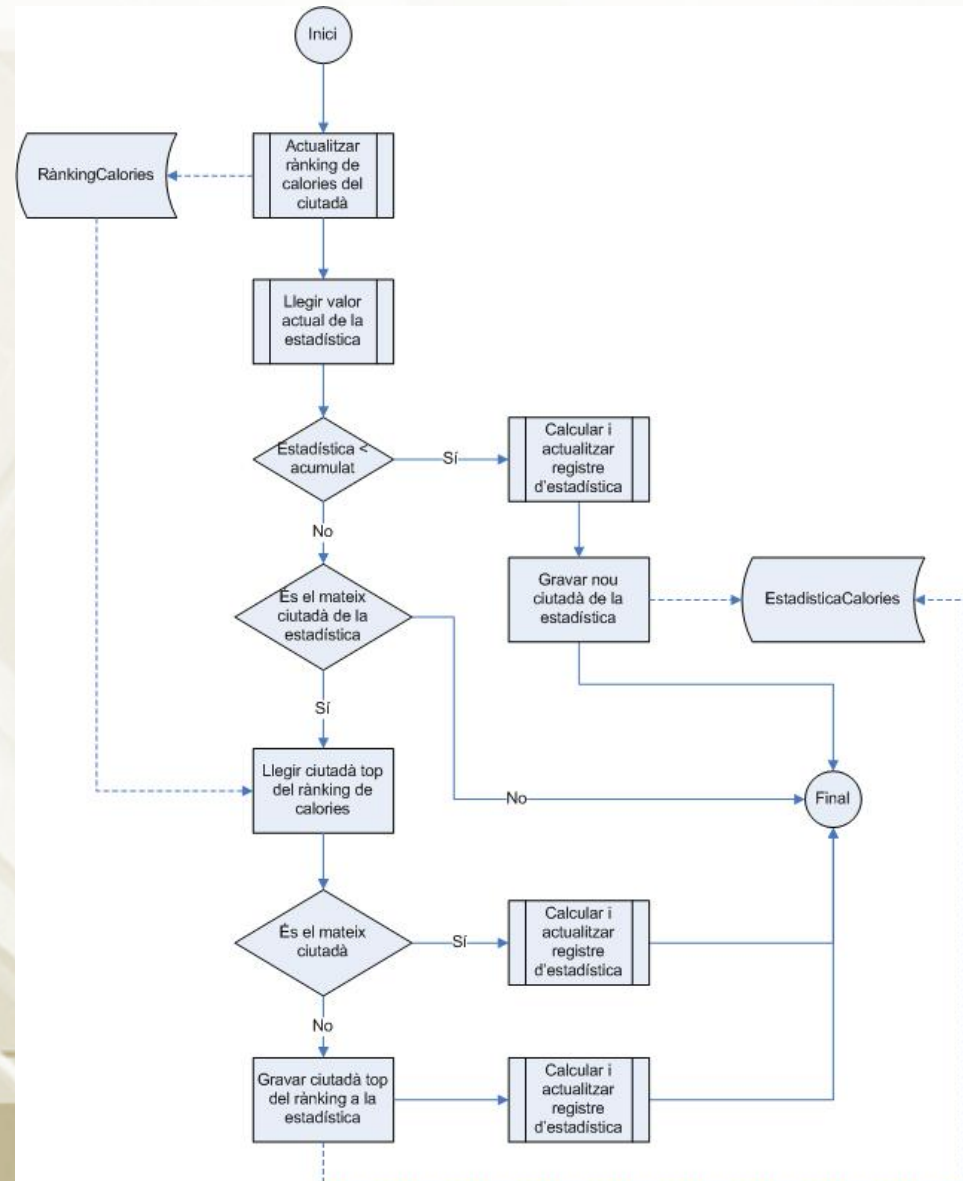 Inici
RànkingCalories
Actualitzar
rànking de
calories del
ciutadà
Llegir valor
actual de la
estadística
Estadística <
acumulat
Sí
Calcular i
actualitzar
registre
d'estadística
No
És el mateix
ciutadà de la
estadística
Gravar nou
ciutadà de la
estadística
EstadisticaCalories
Sí
Llegir ciutadà top
del rànking de
calories
No
Final
És el mateix
ciutadà
Sí
Calcular i
actualitzar
registre
d'estadística
No
Gravar ciutadà top
del rànking a la
estadística
Calcular i
actualitzar
registre
d'estadística